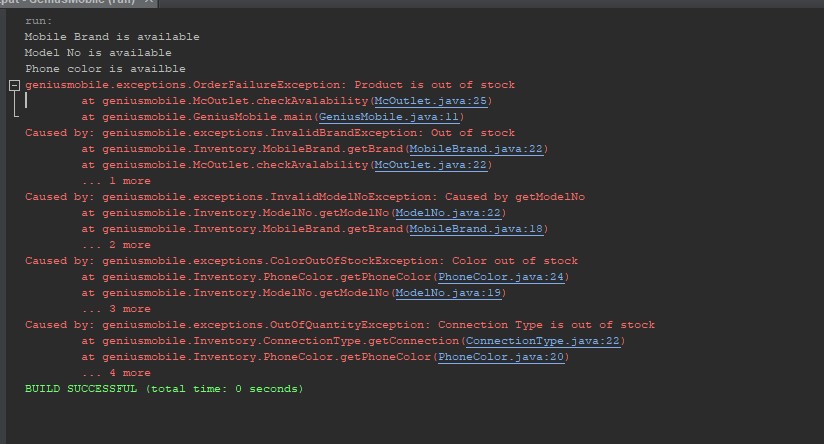 run:
Mobile Brand is available
Model No is available
Phone color is availble
geniusmobile.exceptions.OrderFailureException: Product is out of stock
at geniusmobile.McOutlet.checkAvalability(McOutlet.java:25)
at geniusmobile.GeniusMobile.main(GeniusMobile.java:11)
Caused by: geniusmobile.exceptions.InvalidBrandException: Out of stock
at geniusmobile.Inventory.MobileBrand.getBrand(MobileBrand.java:22)
at geniusmobile.McOutlet.checkAvalability(McOutlet.java:22)
... 1 more
Caused by: geniusmobile.exceptions.InvalidModelNoException: Caused by getModelNo
at geniusmobile.Inventory.ModelNo.getModelNo(ModelNo.java:22)
at geniusmobile.Inventory.MobileBrand.getBrand(MobileBrand.java:18)
... 2 more
Caused by: geniusmobile.exceptions.ColorOutOfStockException: Color out of stock
at geniusmobile.Inventory.PhoneColor.getPhoneColor(PhoneColor.java:24)
at geniusmobile.Inventory.ModelNo.getModelNo(ModelNo.java:19)
... 3 more
Caused by: geniusmobile.exceptions.OutOfQuantityException: Connection Type is out of stock
at geniusmobile.Inventory.ConnectionType.getConnection(ConnectionType.java:22)
at geniusmobile.Inventory.PhoneColor.getPhoneColor(PhoneColor.java:20)
... 4 more
BUILD SUCCESSFUL (total time: 0 seconds)